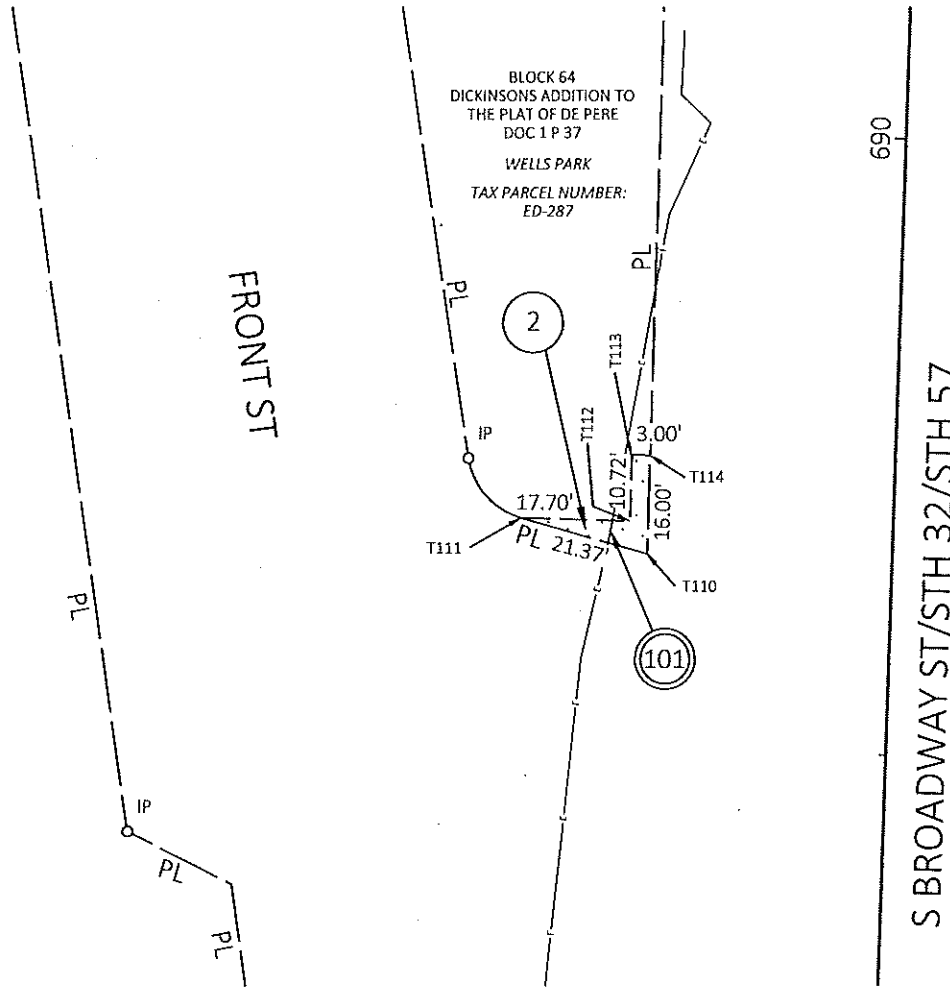 BLOCK 64
DICKINSONS ADDITION TO
THE PLAT OF DE PERE
DOC 1 P 37
WELLS PARK
TAX PARCEL NUMBER:
ED-287
690
PL
PL
FRONT ST
2
T113
T112
IP
3.00'
T114
10.72'
17.70'
16.00'
T111
PL
21.37'
T110
101
PL
IP
PL
PL
S BROADWAY ST/STH 32/STH 57